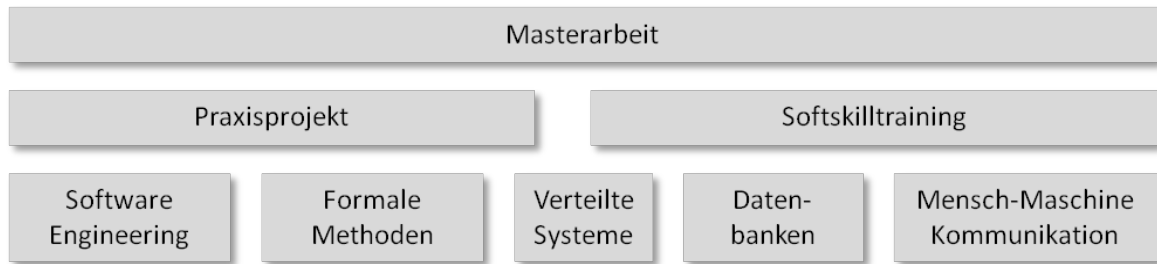 Masterarbeit
Praxisprojekt
Softskilltraining
Software
Engineering
Formale
Methoden
Verteilte
Systeme
Daten-
banken
Mensch-Maschine
Kommunikation